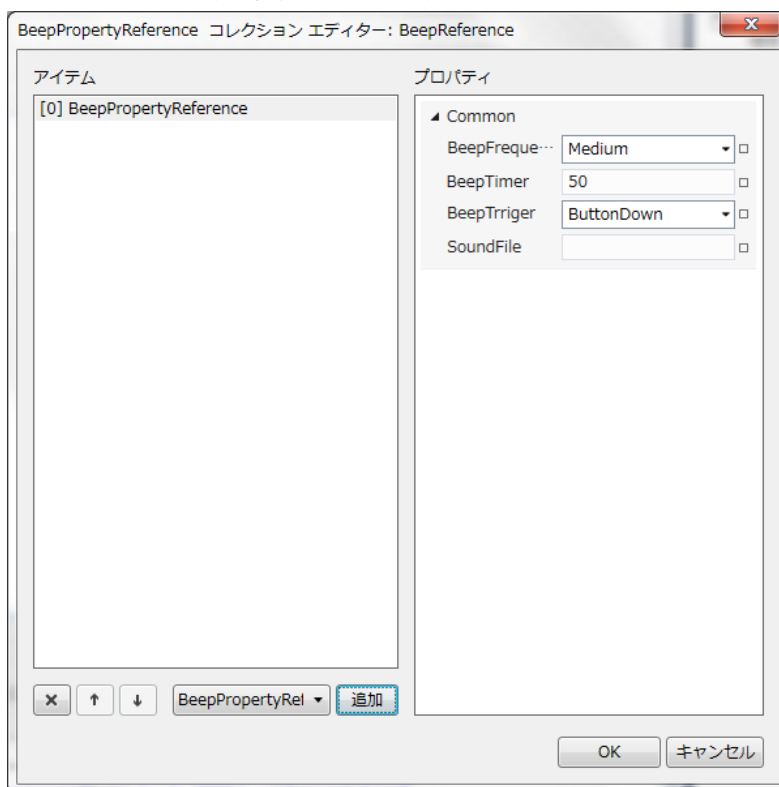 BeepPropertyReference コレクション エディター: BeepReference
アイテム
[0] BeepPropertyReference
プロパティ
Common
BeepFreque… Medium
BeepTimer 50
BeepTrriger ButtonDown
SoundFile
BeepPropertyRef 追加
OK キャンセル